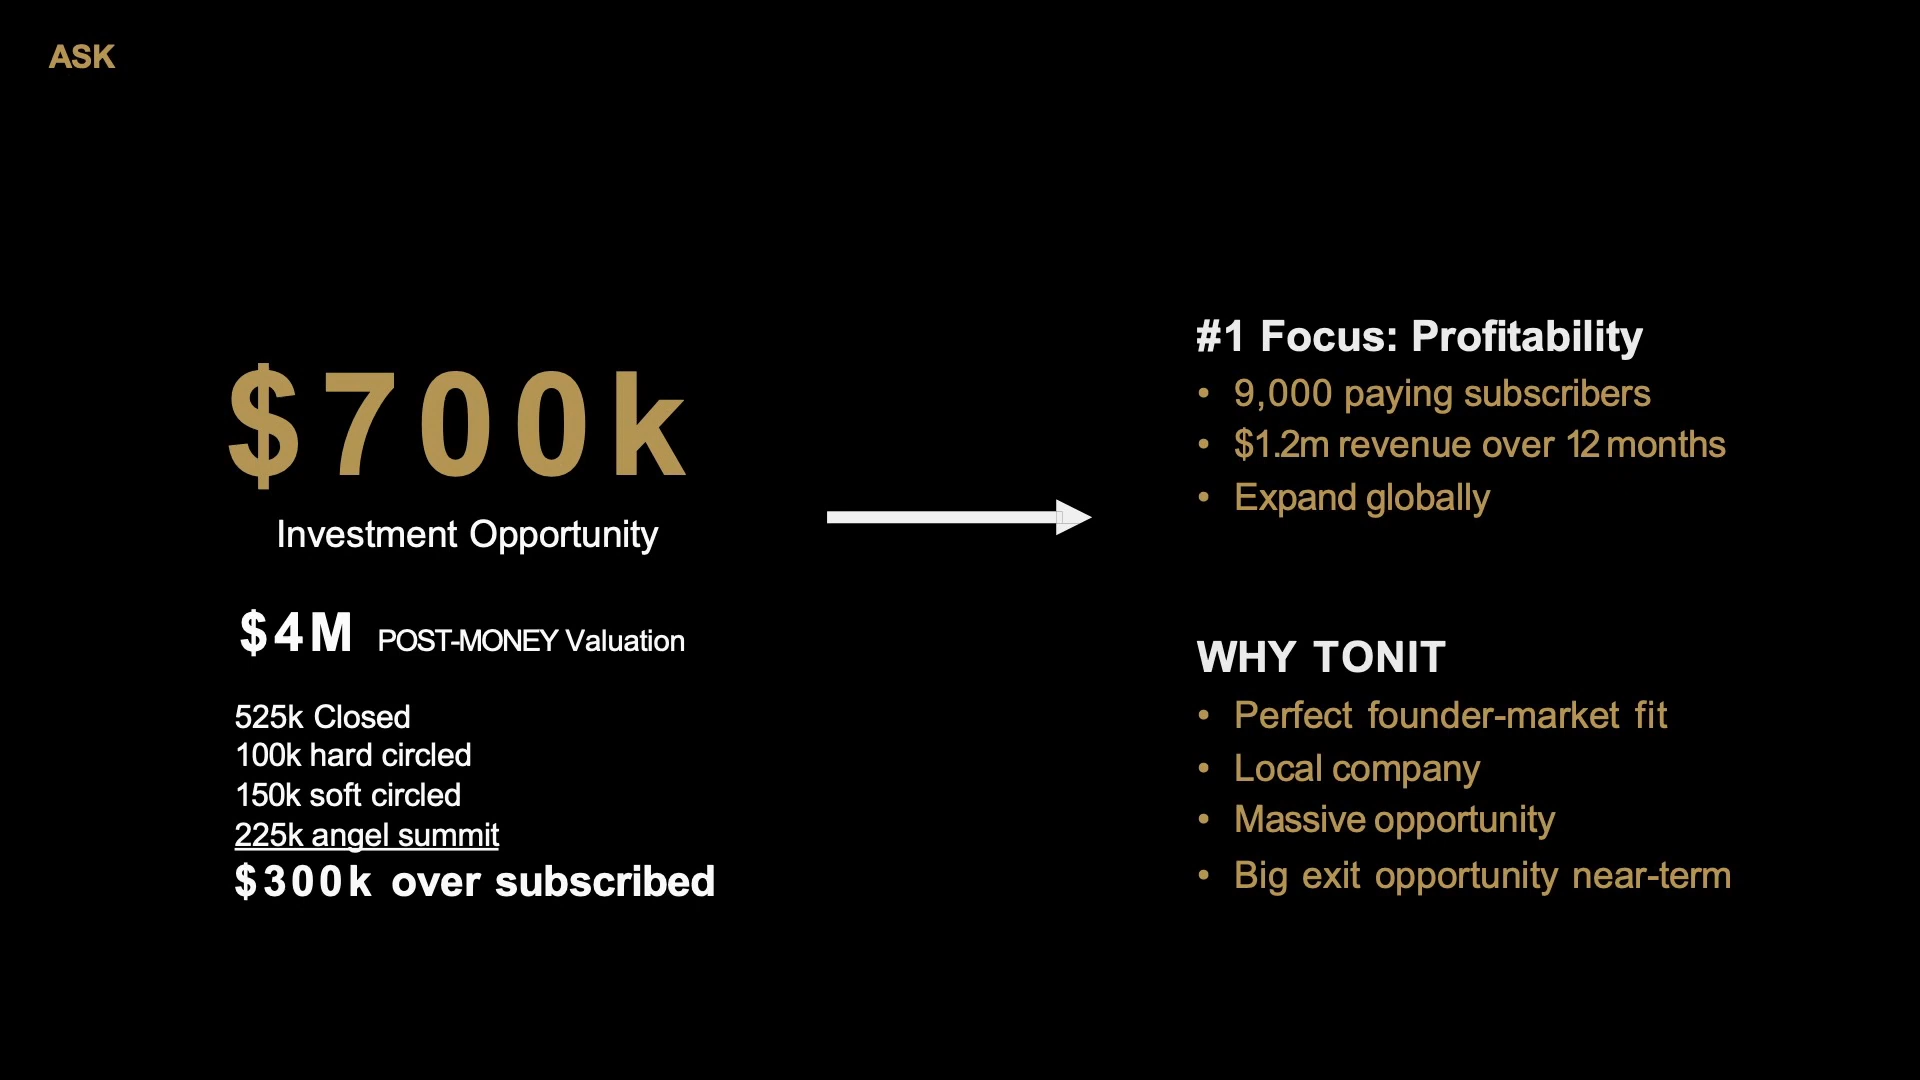 ASK
$700k
Investment Opportunity
$4M POST-MONEY Valuation
525k Closed
100k hard circled
150k soft circled
225k angel summit
$300k over subscribed
#1 Focus: Profitability
• 9,000 paying subscribers
• $1.2m revenue over 12 months
• Expand globally
WHY TONIT
• Perfect founder-market fit
• Local company
• Massive opportunity
• Big exit opportunity near-term